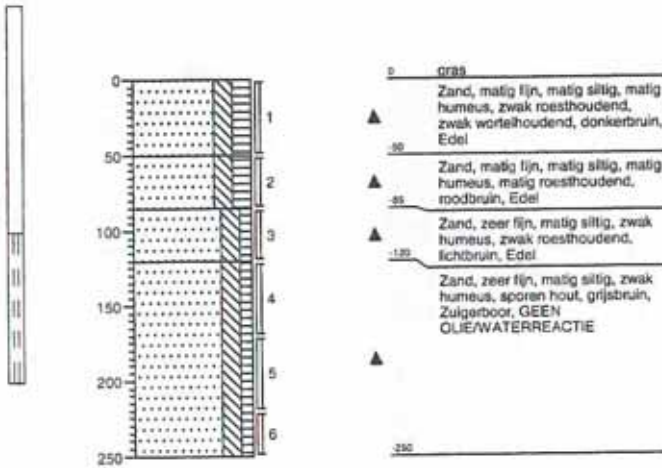 0
50
100
150
200
250
1
2
3
4
5
6
0 gras
Zand, matig fijn, matig siltig, matig
humeus, zwak roesthoudend,
zwak wortelhoudend, donkerbruin,
Edel
-50
Zand, matig fijn, matig siltig, matig
humeus, matig roesthoudend,
roodbruin, Edel
-85
Zand, zeer fijn, matig siltig, zwak
humeus, zwak roesthoudend,
lichtbruin, Edel
-120
Zand, zeer fijn, matig siltig, zwak
humeus, sporen hout, grijsbruin,
Zuigerboor, GEEN
OLIE/WATERREACTIE
-250